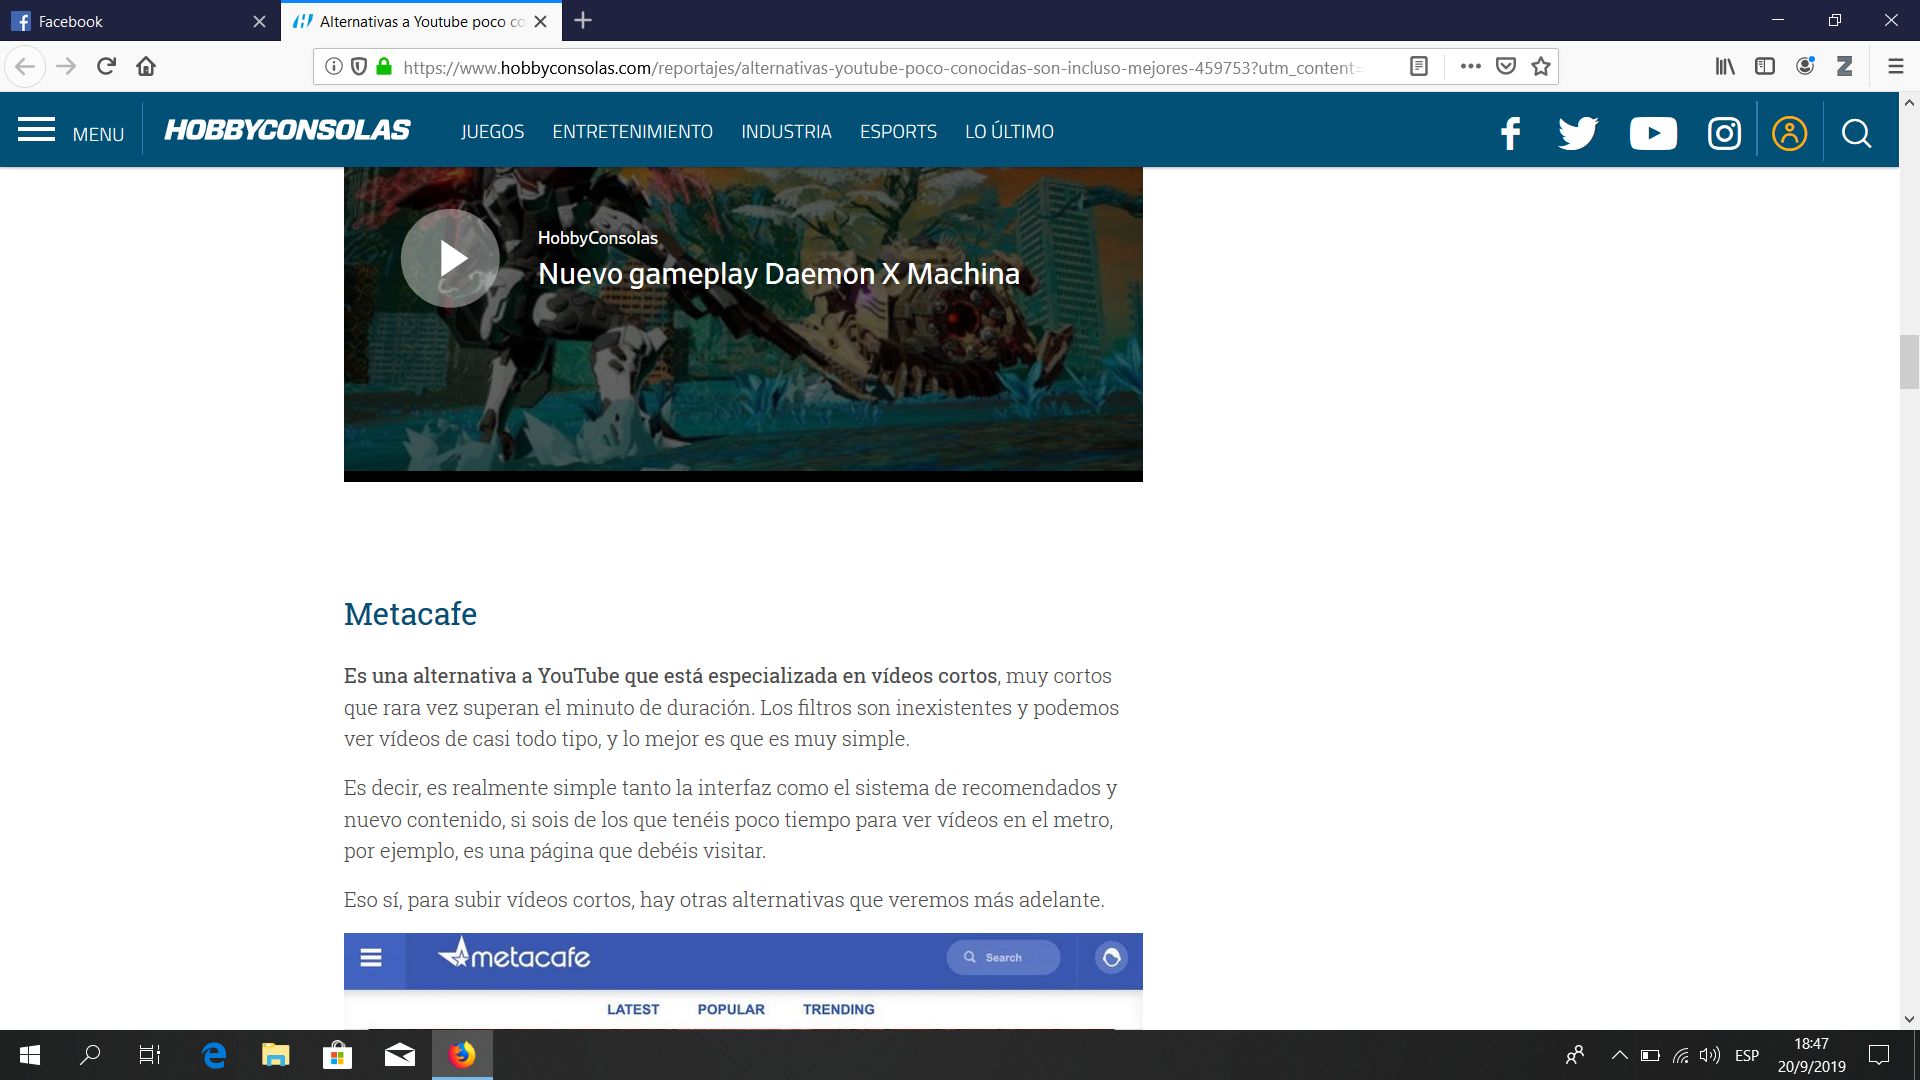 Facebook
Alternativas a Youtube poco co
https://www.hobbyconsolas.com/reportajes/alternativas-youtube-poco-conocidas-son-incluso-mejores-459753?utm_content=
MENU
HOBBYCONSOLAS
JUEGOS
ENTRETENIMIENTO
INDUSTRIA
ESPORTS
LO ÚLTIMO
HobbyConsolas
Nuevo gameplay Daemon X Machina
Metacafe
Es una alternativa a YouTube que está especializada en vídeos cortos, muy cortos
que rara vez superan el minuto de duración. Los filtros son inexistentes y podemos
ver vídeos de casi todo tipo, y lo mejor es que es muy simple.
Es decir, es realmente simple tanto la interfaz como el sistema de recomendados y
nuevo contenido, si sois de los que tenéis poco tiempo para ver vídeos en el metro,
por ejemplo, es una página que debéis visitar.
Eso sí, para subir vídeos cortos, hay otras alternativas que veremos más adelante.
metacafe
Search
LATEST
POPULAR
TRENDING
ESP
18:47
20/9/2019